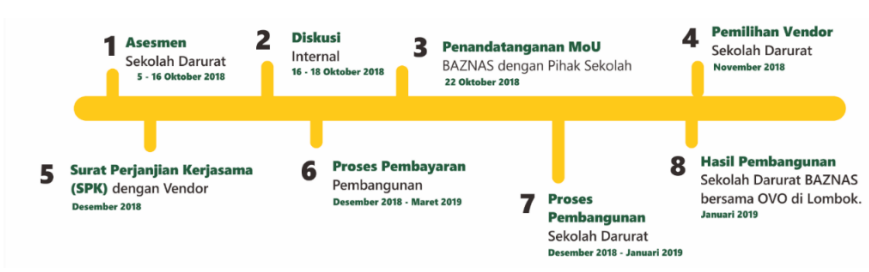 1 Asesmen
Sekolah Darurat
5 - 16 Oktober 2018
2 Diskusi
Internal
16 - 18 Oktober 2018
3 Penandatanganan MoU
BAZNAS dengan Pihak Sekolah
22 Oktober 2018
4 Pemilihan Vendor
Sekolah Darurat
November 2018
5 Surat Perjanjian Kerjasama
(SPK) dengan Vendor
Desember 2018
6 Proses Pembayaran
Pembangunan
Desember 2018 - Maret 2019
7 Proses
Pembangunan
Sekolah Darurat
Desember 2018 - Januari 2019
8 Hasil Pembangunan
Sekolah Darurat BAZNAS
bersama OVO di Lombok.
Januari 2019